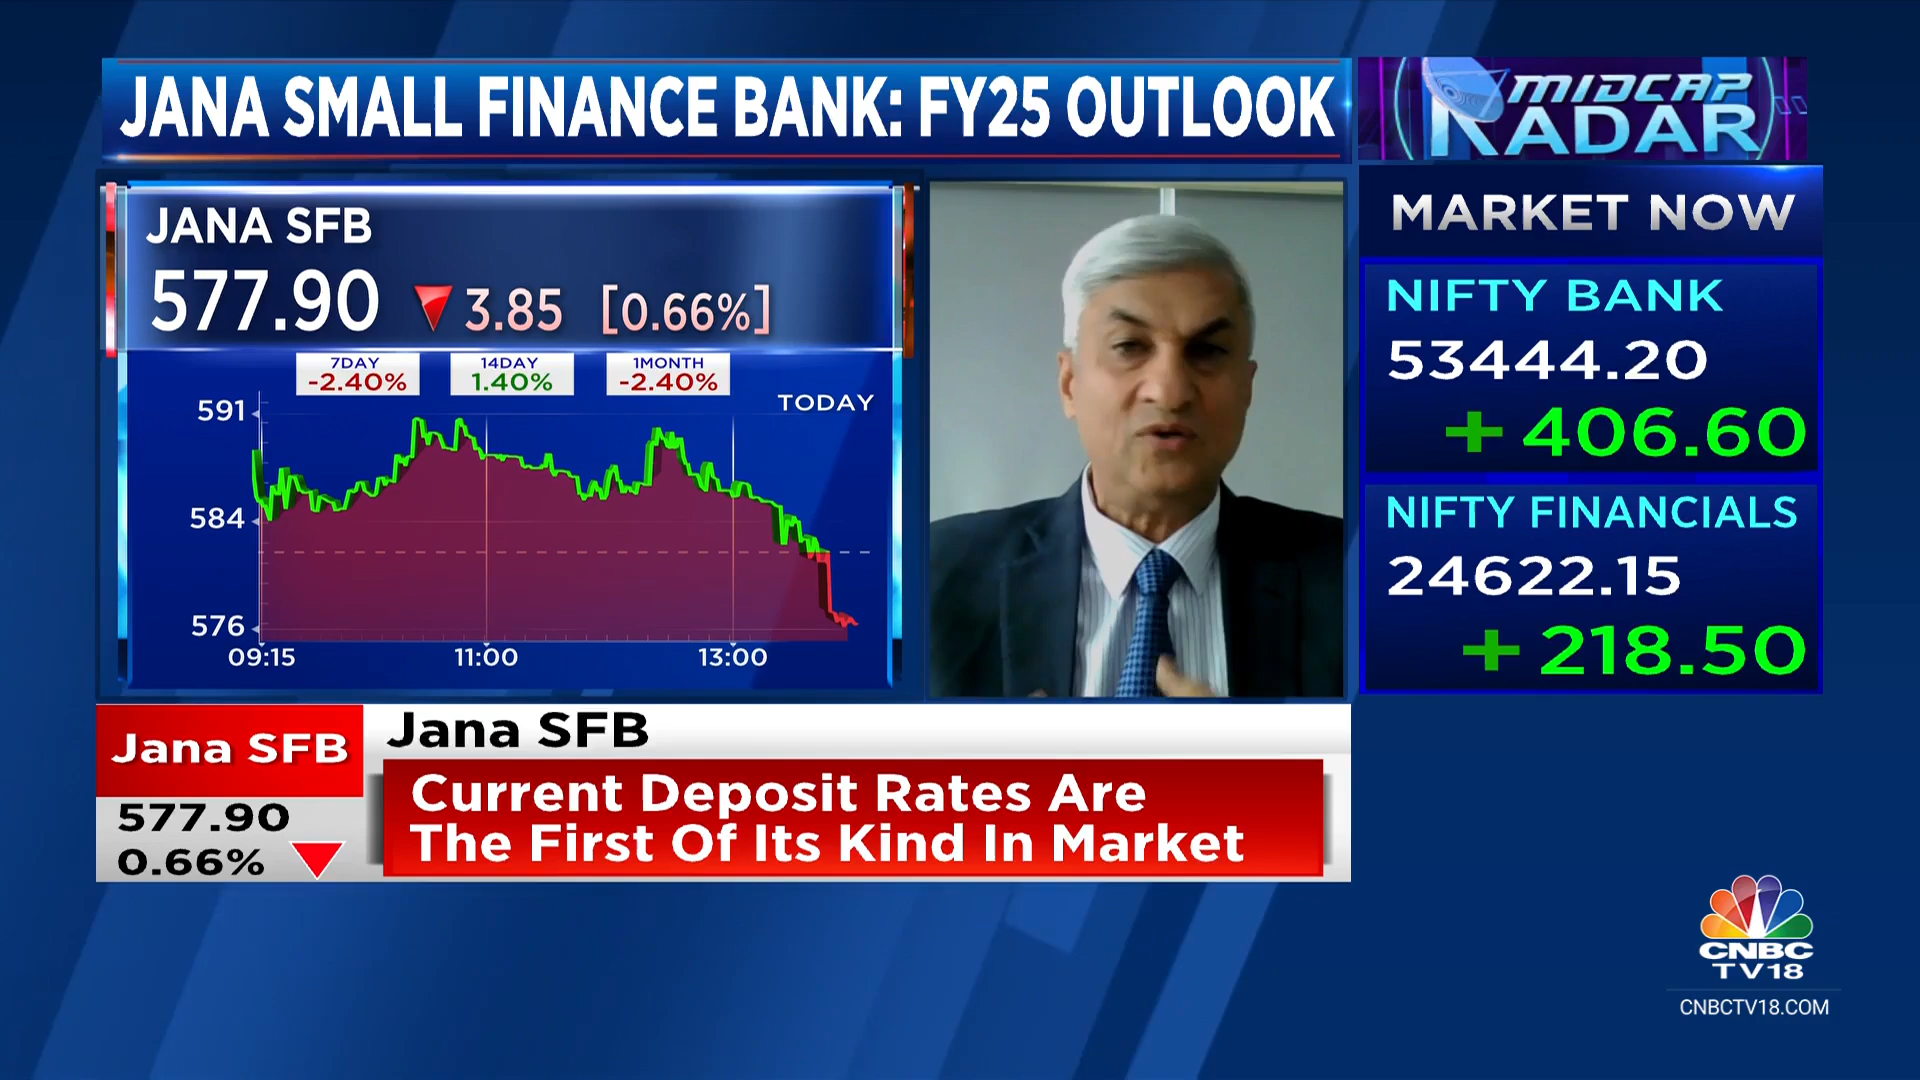 JANA SMALL FINANCE BANK: FY25 OUTLOOK
MIDCAP
RADAR
JANA SFB
577.90 ▼ 3.85 [0.66%]
7DAY
-2.40%
14DAY
1.40%
1MONTH
-2.40%
TODAY
591
584
576
09:15
11:00
13:00
MARKET NOW
NIFTY BANK
53444.20
+ 406.60
NIFTY FINANCIALS
24622.15
+ 218.50
Jana SFB
577.90
0.66% ▼
Jana SFB
Current Deposit Rates Are
The First Of Its Kind In Market
CNBC
TV18
CNBCTV18.COM